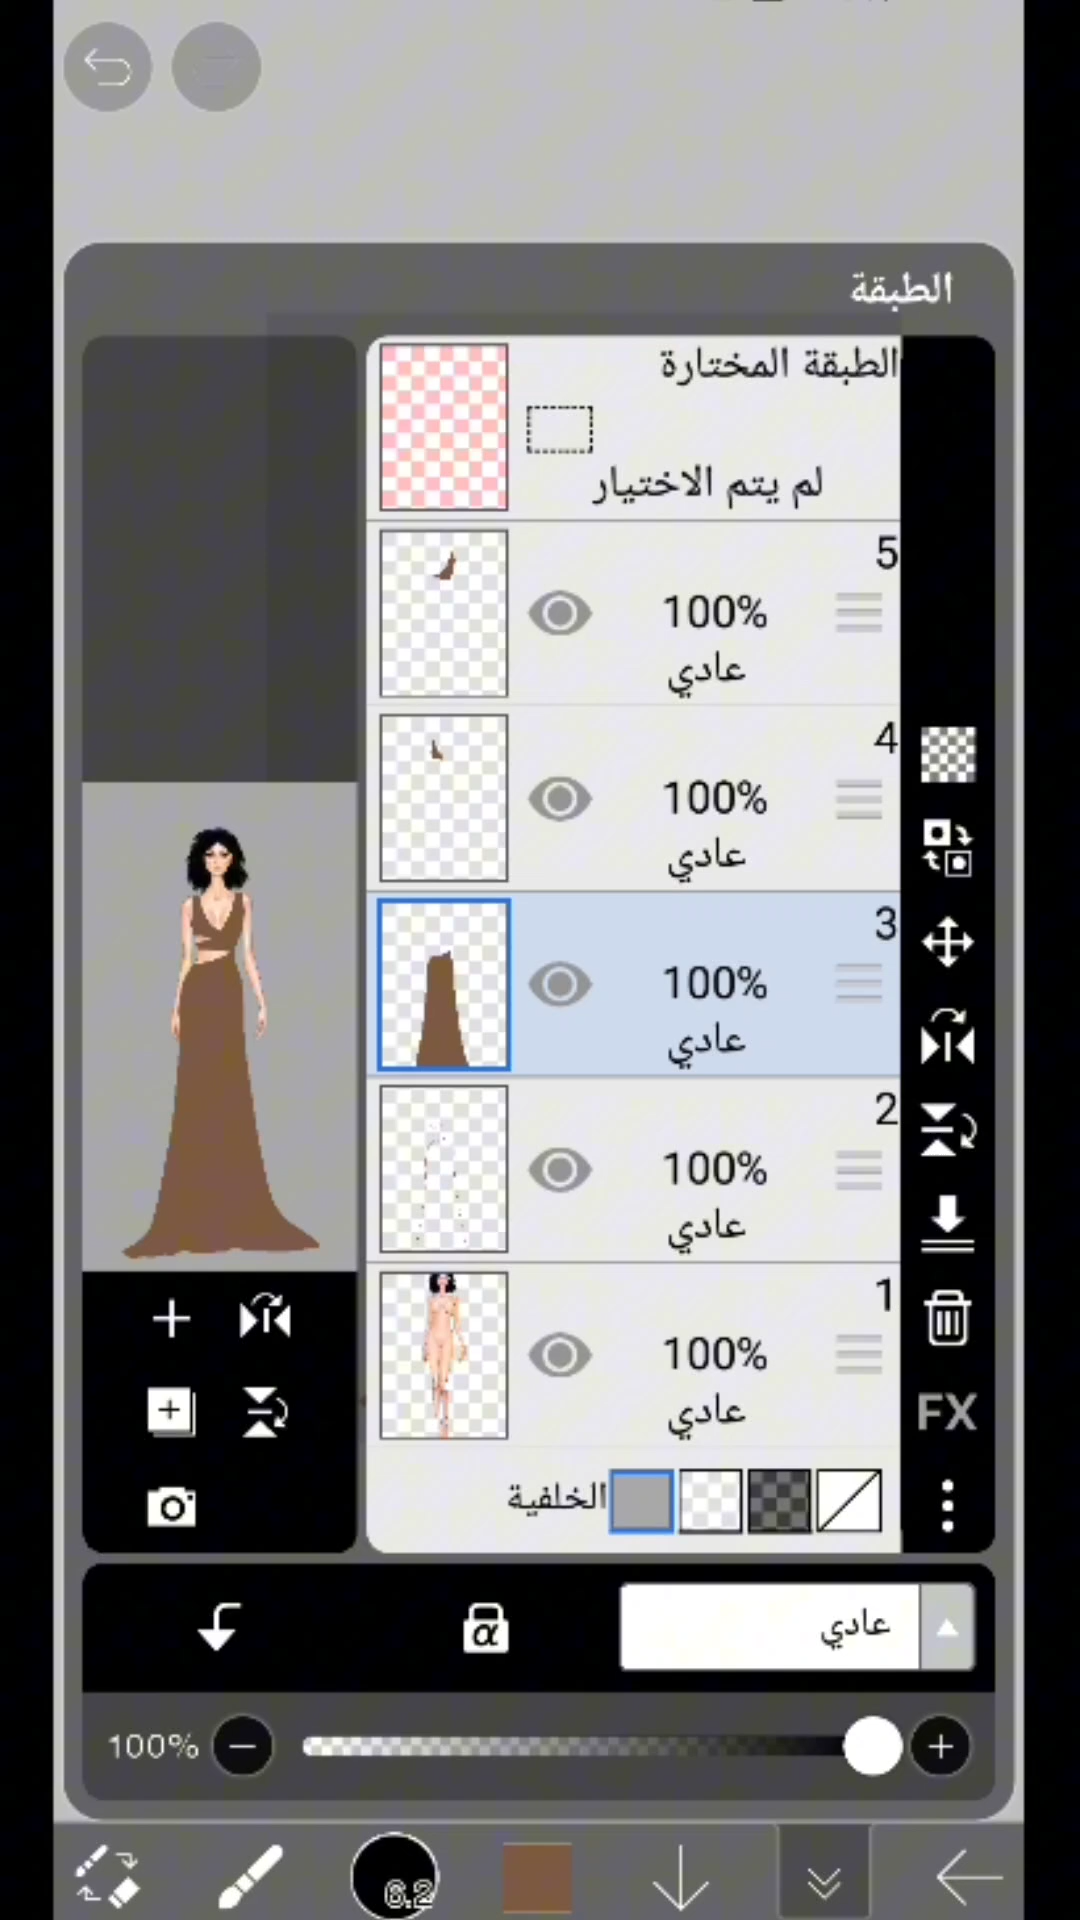 الطبقة
الطبقة المختارة
لم يتم الاختيار
5
100%
عادي
4
100%
عادي
3
100%
عادي
2
100%
عادي
1
100%
عادي
الخلفية
FX
α
عادي
100%
6.2